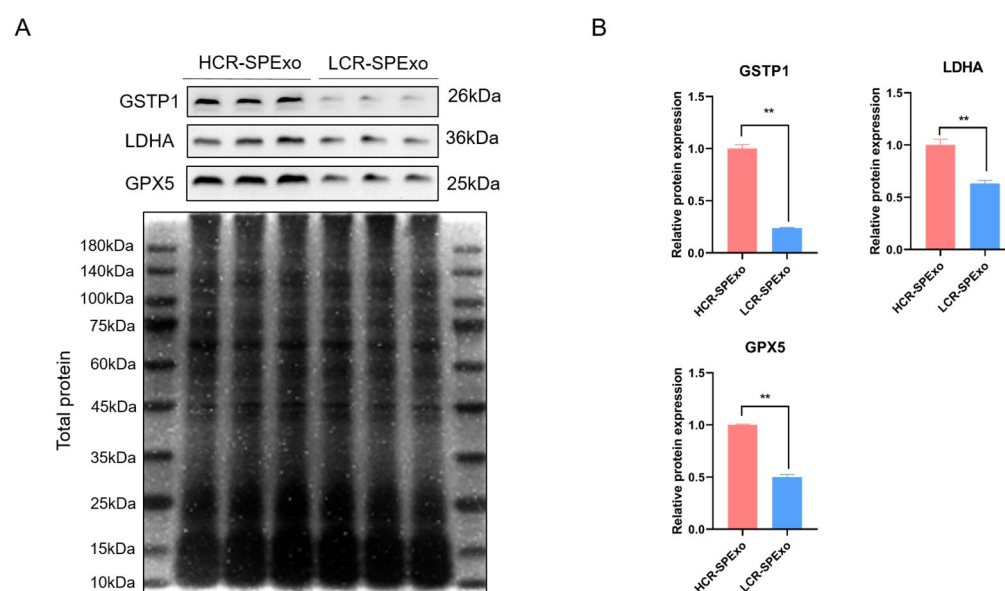 A
HCR-SPExo LCR-SPExo
GSTP1 26kDa
LDHA 36kDa
GPX5 25kDa
Total protein
180kDa
140kDa
100kDa
75kDa
60kDa
45kDa
35kDa
25kDa
15kDa
10kDa
B
GSTP1
Relative protein expression
1.5
1.0
0.5
0.0
**
HCR-SPExo
LCR-SPExo
LDHA
Relative protein expression
1.5
1.0
0.5
0.0
**
HCR-SPExo
LCR-SPExo
GPX5
Relative protein expression
1.5
1.0
0.5
0.0
**
HCR-SPExo
LCR-SPExo